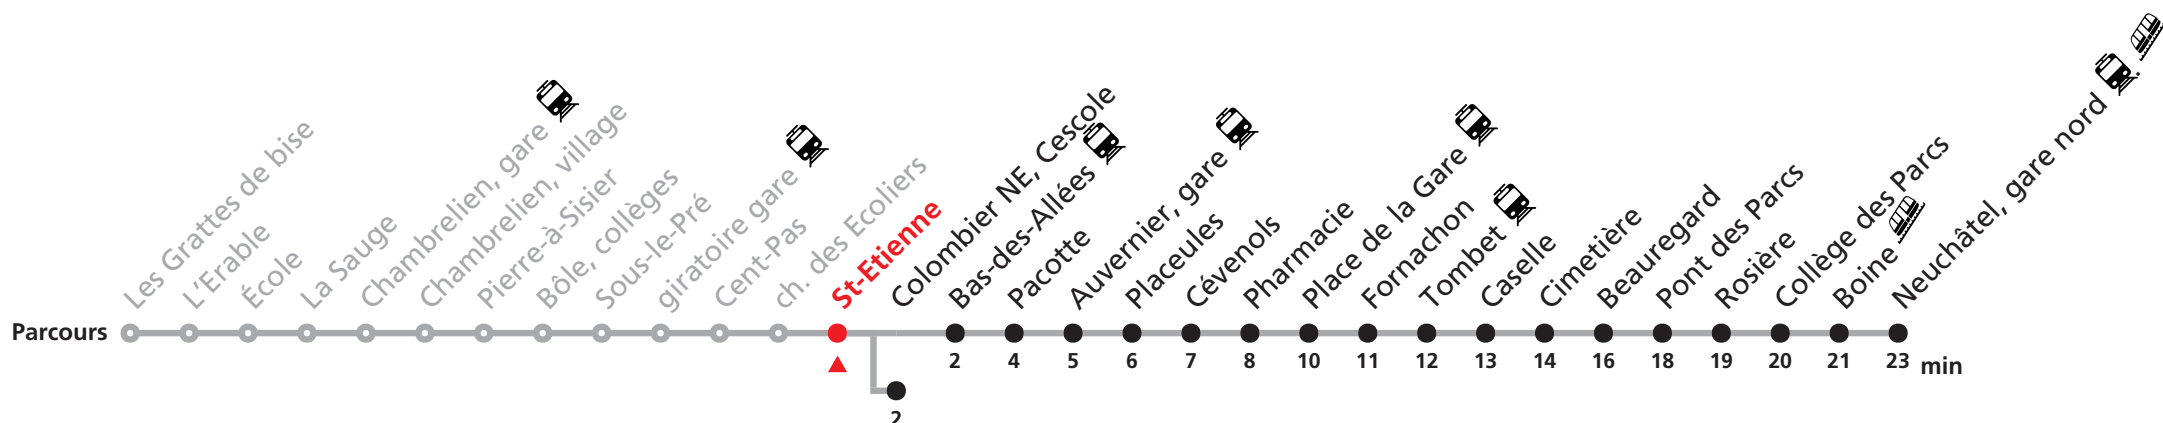 Les Grattes de bise
L'Erable
École
La Sauge
Chambrelien, gare
Chambrelien, village
Pierre-à-Sisier
Bôle, collèges
Sous-le-Pré
giratoire gare
Cent-Pas
ch. des Ecoliers
St-Etienne
Colombier NE, Cescole
Bas-des-Allées
Pacotte
Auvernier, gare
Placeules
Cévenols
Pharmacie
Place de la Gare
Fornachon
Tombet
Caselle
Cimetière
Beauregard
Pont des Parcs
Rosière
Collège des Parcs
Boine
Neuchâtel, gare nord
Parcours
2 4 5 6 7 8 10 11 12 13 14 16 18 19 20 21 23 min
2